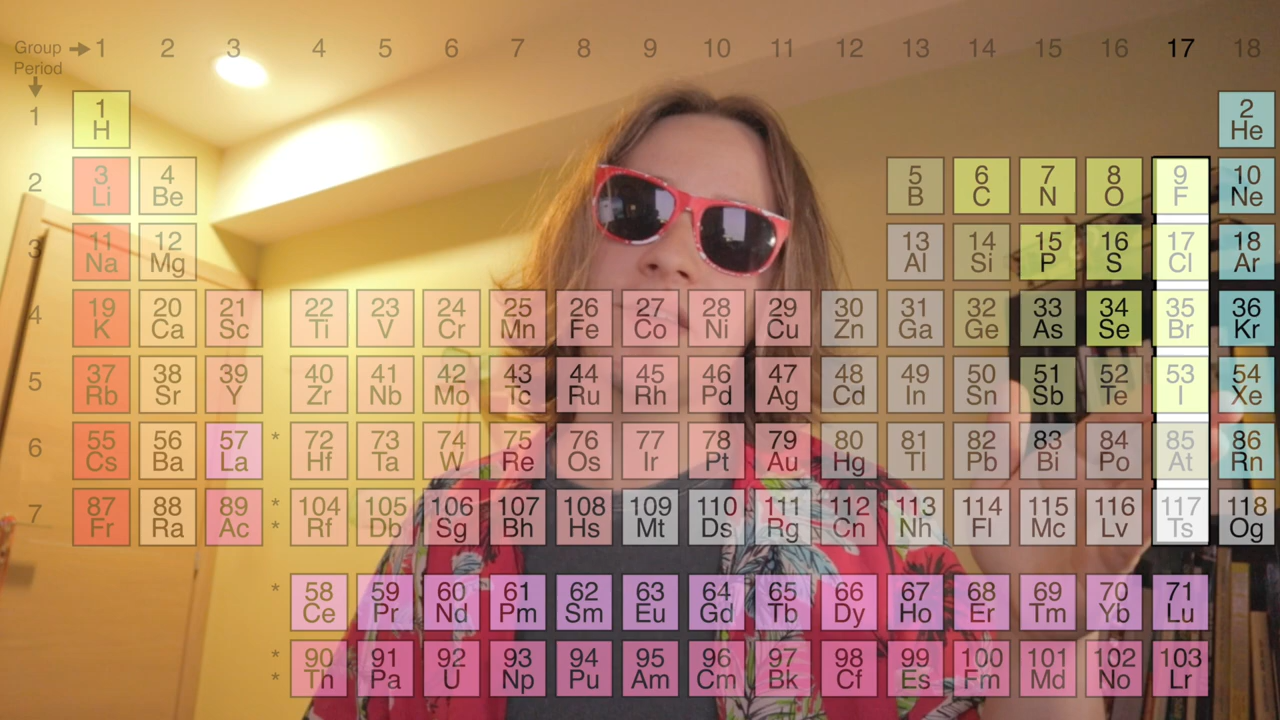 Group → 1 2 3 4 5 6 7 8 9 10 11 12 13 14 15 16 17 18
Period
↓
1 1 2
H He
2 3 4 5 6 7 8 9 10
Li Be B C N O F Ne
3 11 12 13 14 15 16 17 18
Na Mg Al Si P S Cl Ar
4 19 20 21 22 23 24 25 26 27 28 29 30 31 32 33 34 35 36
K Ca Sc Ti V Cr Mn Fe Co Ni Cu Zn Ga Ge As Se Br Kr
5 37 38 39 40 41 42 43 44 45 46 47 48 49 50 51 52 53 54
Rb Sr Y Zr Nb Mo Tc Ru Rh Pd Ag Cd In Sn Sb Te I Xe
6 55 56 57 * 72 73 74 75 76 77 78 79 80 81 82 83 84 85 86
Cs Ba La Hf Ta W Re Os Ir Pt Au Hg Tl Pb Bi Po At Rn
7 87 88 89 * 104 105 106 107 108 109 110 111 112 113 114 115 116 117 118
Fr Ra Ac * Rf Db Sg Bh Hs Mt Ds Rg Cn Nh Fl Mc Lv Ts Og
* 58 59 60 61 62 63 64 65 66 67 68 69 70 71
Ce Pr Nd Pm Sm Eu Gd Tb Dy Ho Er Tm Yb Lu
* 90 91 92 93 94 95 96 97 98 99 100 101 102 103
* Th Pa U Np Pu Am Cm Bk Cf Es Fm Md No Lr